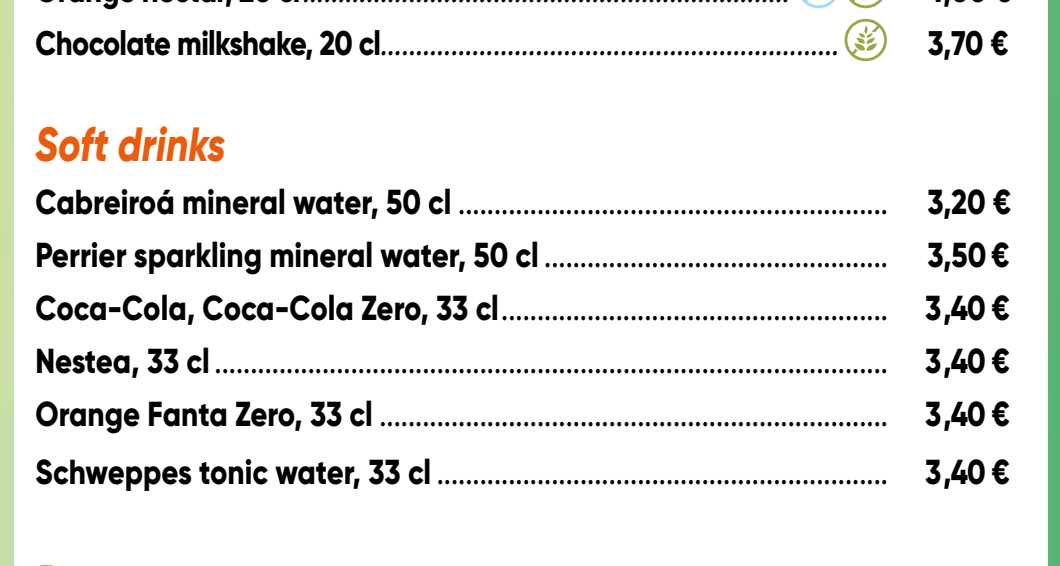 Chocolate milkshake, 20 cl 3,70 €
Soft drinks
Cabreiroá mineral water, 50 cl 3,20 €
Perrier sparkling mineral water, 50 cl 3,50 €
Coca-Cola, Coca-Cola Zero, 33 cl 3,40 €
Nestea, 33 cl 3,40 €
Orange Fanta Zero, 33 cl 3,40 €
Schweppes tonic water, 33 cl 3,40 €